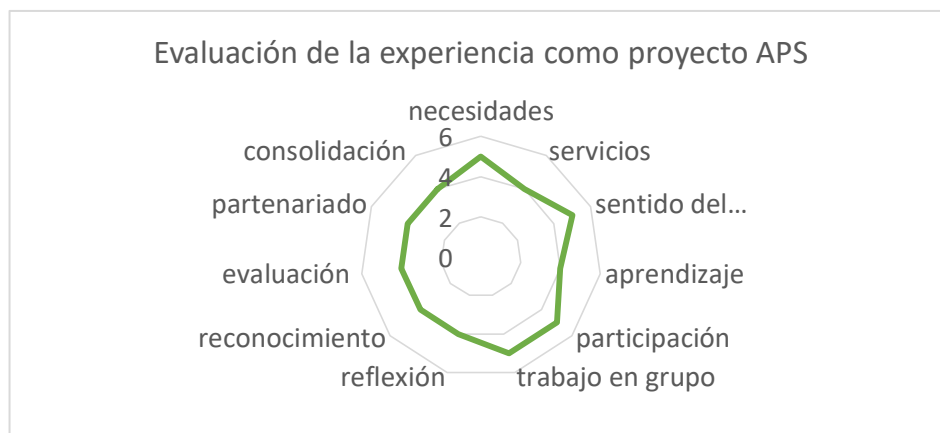 Evaluación de la experiencia como proyecto APS
necesidades
servicios
sentido del...
aprendizaje
participación
trabajo en grupo
reflexión
reconocimiento
evaluación
partenariado
consolidación
6
4
2
0